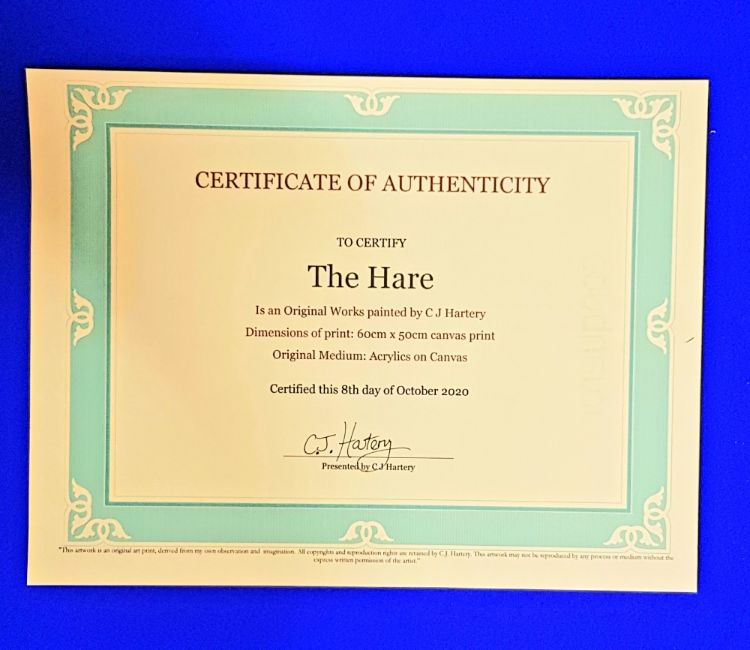 CERTIFICATE OF AUTHENTICITY
TO CERTIFY
The Hare
Is an Original Works painted by C J Hartery
Dimensions of print: 60cm x 50cm canvas print
Original Medium: Acrylics on Canvas
Certified this 8th day of October 2020
C.J. Hartery
Presented by C J Hartery
"This artwork is an original art print, derived from my own observation and imagination. All copyrights and reproduction rights are retained by C.J. Hartery. This artwork may not be reproduced by any process or medium without the
express written permission of the artist."